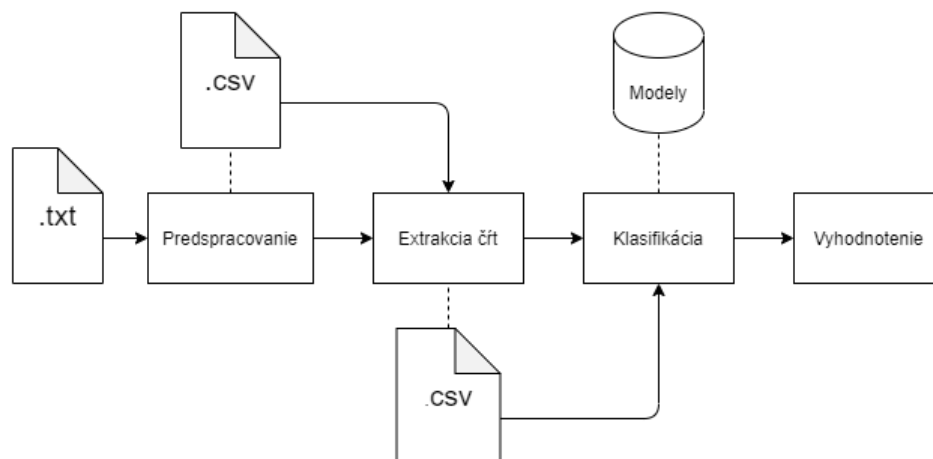 .csv
Modely
.txt
Predspracovanie
Extrakcia čŕt
Klasifikácia
Vyhodnotenie
.csv